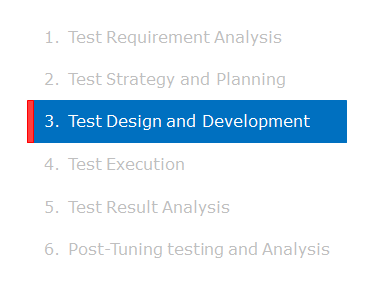 1. Test Requirement Analysis
2. Test Strategy and Planning
3. Test Design and Development
4. Test Execution
5. Test Result Analysis
6. Post-Tuning testing and Analysis